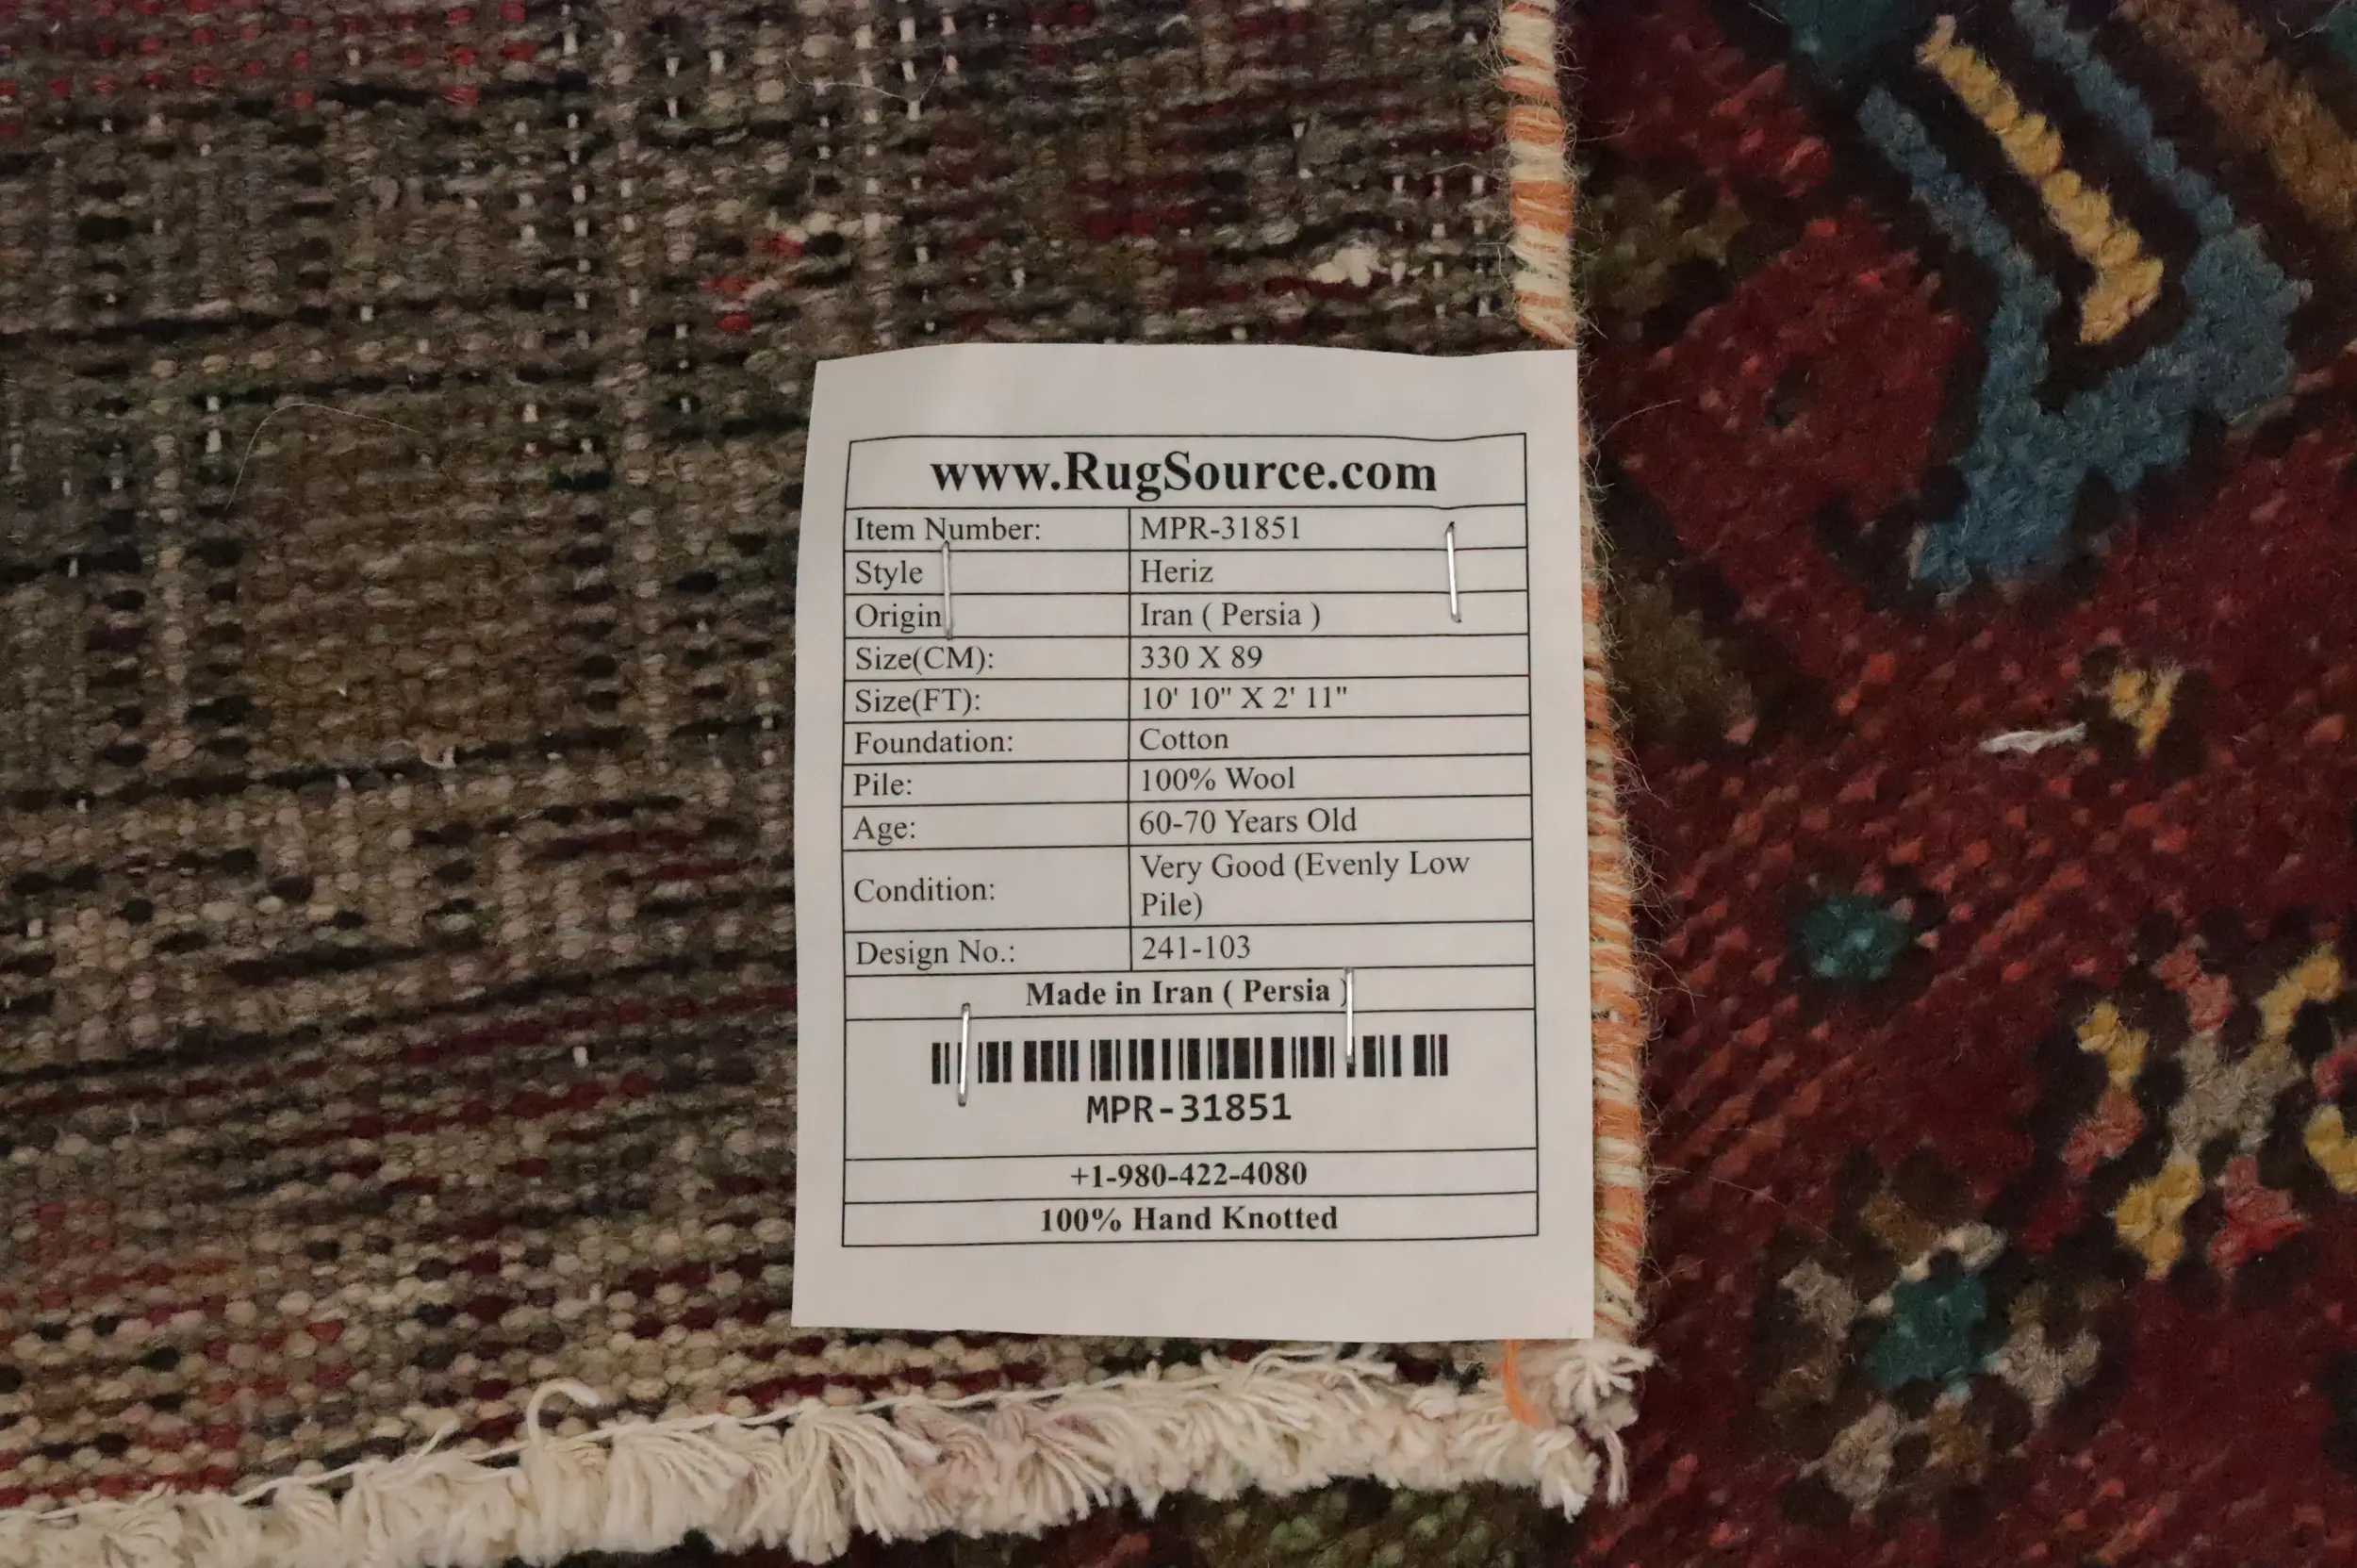 www.RugSource.com
Item Number: MPR-31851
Style Heriz
Origin Iran ( Persia )
Size(CM): 330 X 89
Size(FT): 10' 10" X 2' 11"
Foundation: Cotton
Pile: 100% Wool
Age: 60-70 Years Old
Condition: Very Good (Evenly Low
Pile)
Design No.: 241-103
Made in Iran ( Persia )
MPR-31851
+1-980-422-4080
100% Hand Knotted